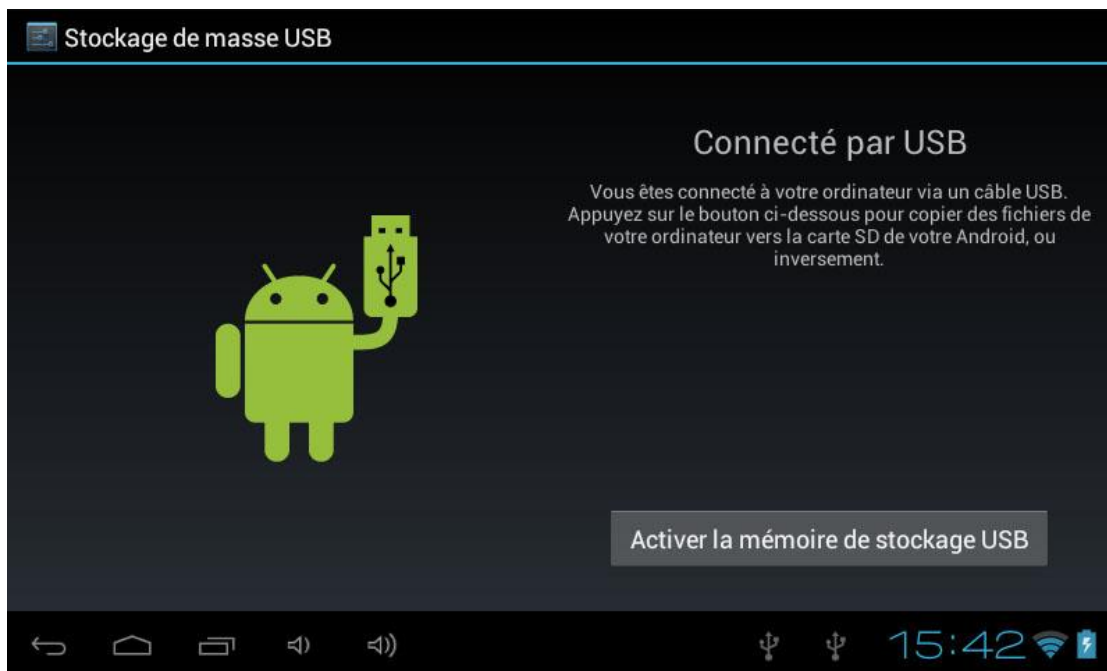 Stockage de masse USB
Connecté par USB
Vous êtes connecté à votre ordinateur via un câble USB.
Appuyez sur le bouton ci-dessous pour copier des fichiers de
votre ordinateur vers la carte SD de votre Android, ou
inversement.
Activer la mémoire de stockage USB
15:42